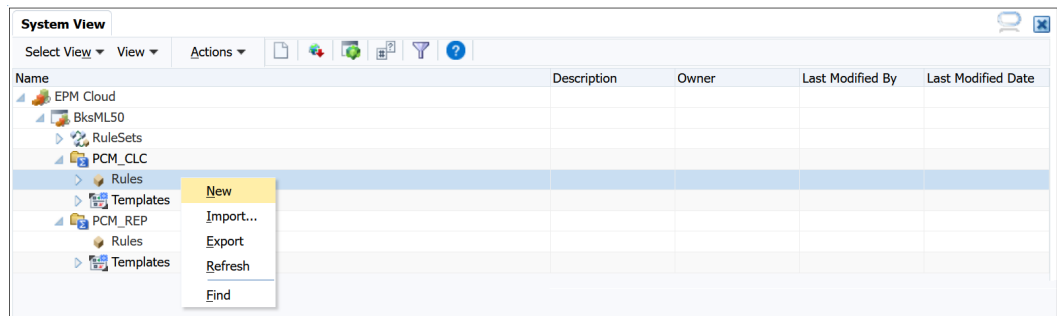 System View
Select View View Actions
Name Description Owner Last Modified By Last Modified Date
EPM Cloud
BksML50
RuleSets
PCM_CLC
Rules
Templates
PCM_REP
Rules
Templates
New
Import...
Export
Refresh
Find